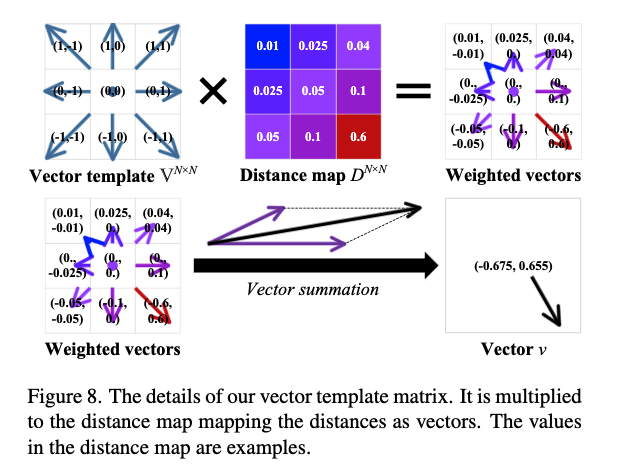 (1,-1) (1,0) (1,1)
(0,-1) (0,0) (0,1)
(-1,-1) (-1,0) (-1,1)
0.01 0.025 0.04
0.025 0.05 0.1
0.05 0.1 0.6
(0.01, -0.01) (0.025, 0.) (0.04, 0.04)
(0., -0.025) (0., 0.) (0., 0.1)
(-0.05, -0.05) (-0.1, 0.) (-0.6, 0.6)
×
=
Vector template V^{N×N}
Distance map D^{N×N}
Weighted vectors
(0.01, -0.01) (0.025, 0.) (0.04, 0.04)
(0., -0.025) (0., 0.) (0., 0.1)
(-0.05, -0.05) (-0.1, 0.) (-0.6, 0.6)
Vector summation
(-0.675, 0.655)
Weighted vectors
Vector v
Figure 8. The details of our vector template matrix. It is multiplied
to the distance map mapping the distances as vectors. The values
in the distance map are examples.